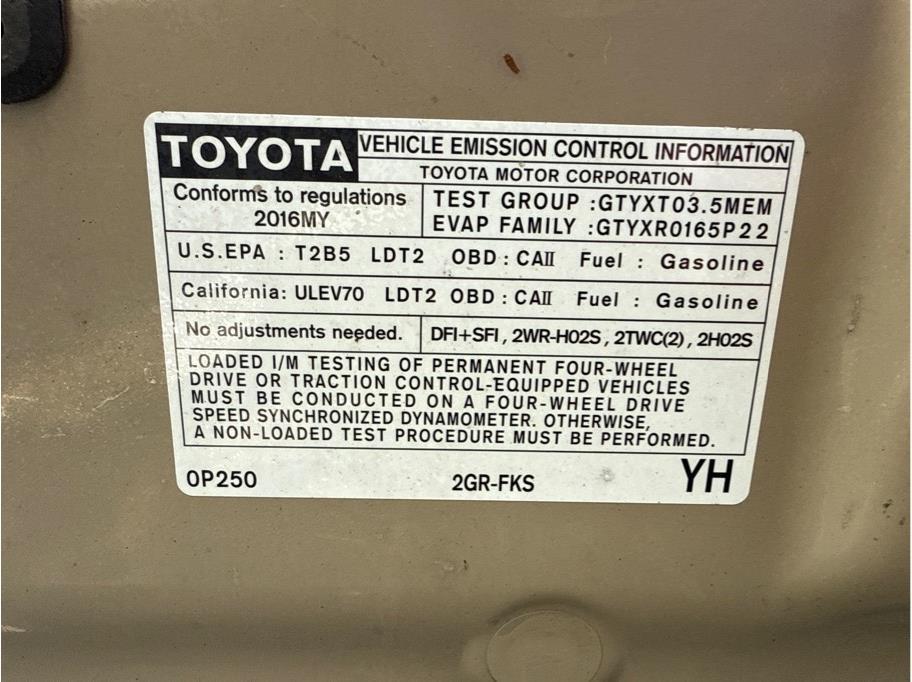 TOYOTA
VEHICLE EMISSION CONTROL INFORMATION
TOYOTA MOTOR CORPORATION
Conforms to regulations
2016MY
TEST GROUP :GTYXT03.5MEM
EVAP FAMILY :GTYXR0165P22
U.S.EPA : T2B5 LDT2 OBD : CAII Fuel : Gasoline
California: ULEV70 LDT2 OBD : CAII Fuel : Gasoline
No adjustments needed.
DFI+SFI, 2WR-HO2S, 2TWC(2), 2HO2S
LOADED I/M TESTING OF PERMANENT FOUR-WHEEL
DRIVE OR TRACTION CONTROL-EQUIPPED VEHICLES
MUST BE CONDUCTED ON A FOUR-WHEEL DRIVE
SPEED SYNCHRONIZED DYNAMOMETER. OTHERWISE,
A NON-LOADED TEST PROCEDURE MUST BE PERFORMED.
0P250
2GR-FKS
YH